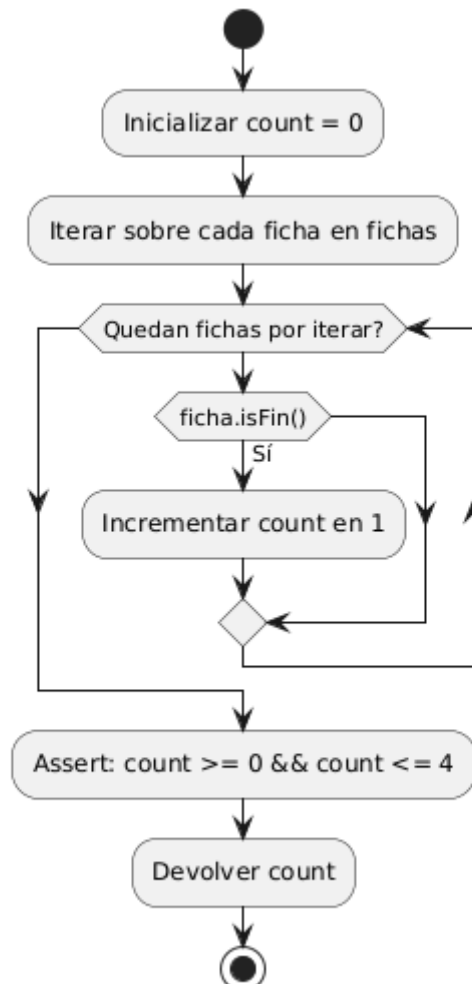 Inicializar count = 0
Iterar sobre cada ficha en fichas
Quedan fichas por iterar?
ficha.isFin()
Sí
Incrementar count en 1
Assert: count >= 0 && count <= 4
Devolver count